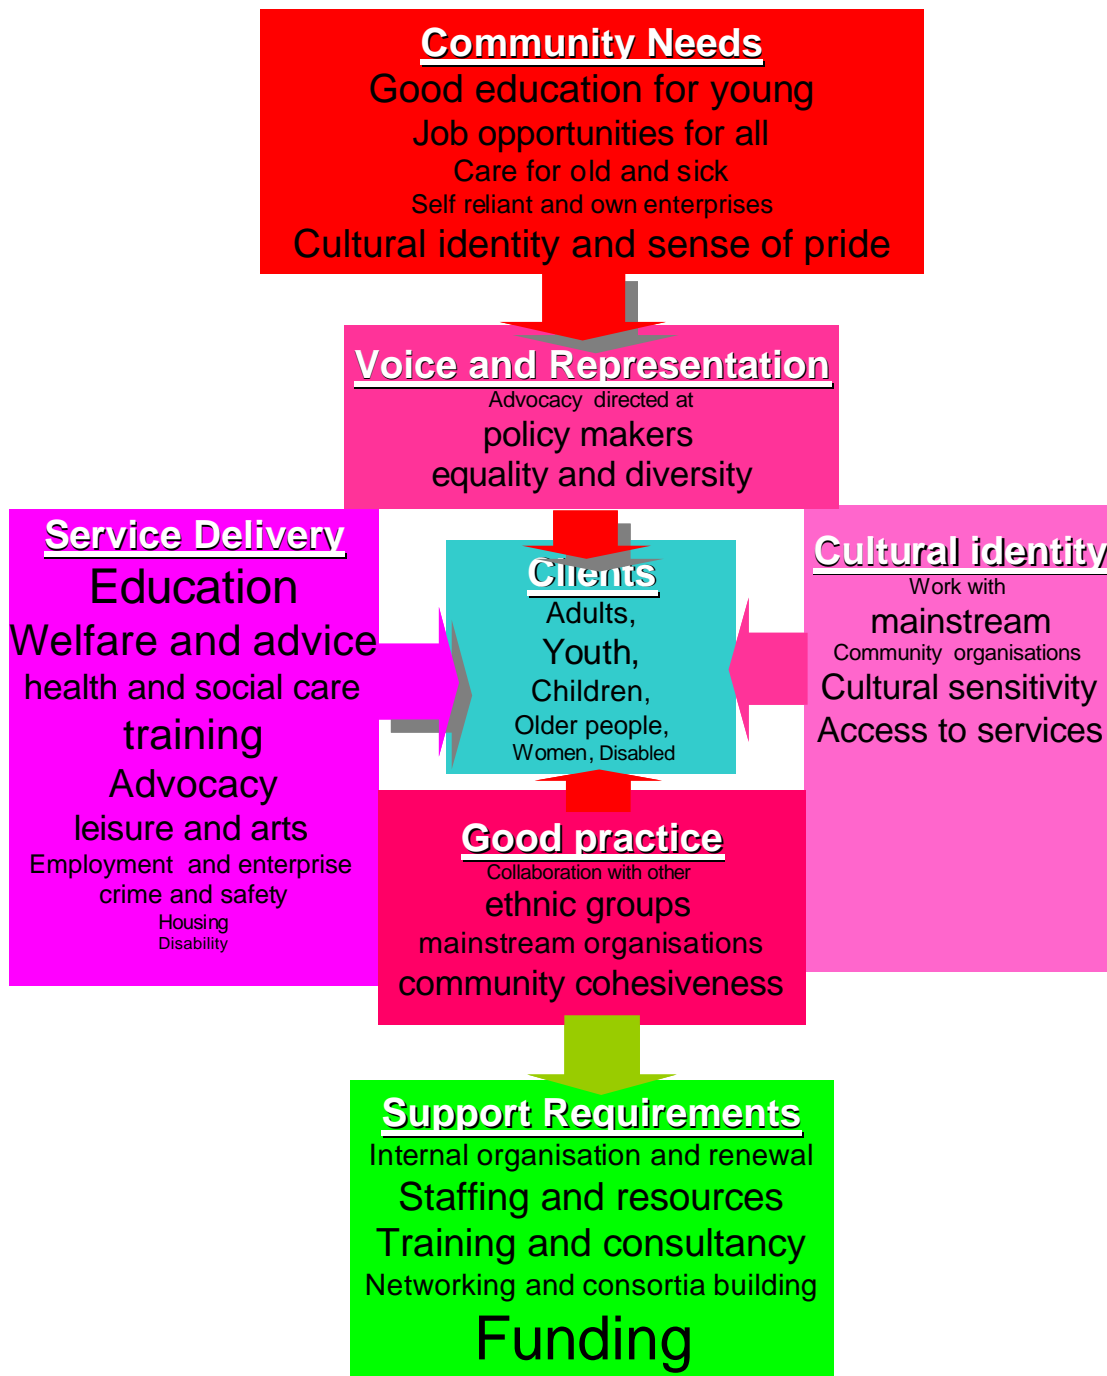 Community Needs
Good education for young
Job opportunities for all
Care for old and sick
Self reliant and own enterprises
Cultural identity and sense of pride
Voice and Representation
Advocacy directed at
policy makers
equality and diversity
Service Delivery
Education
Welfare and advice
health and social care
training
Advocacy
leisure and arts
Employment and enterprise
crime and safety
Housing
Disability
Clients
Adults,
Youth,
Children,
Older people,
Women, Disabled
Cultural identity
Work with
mainstream
Community organisations
Cultural sensitivity
Access to services
Good practice
Collaboration with other
ethnic groups
mainstream organisations
community cohesiveness
Support Requirements
Internal organisation and renewal
Staffing and resources
Training and consultancy
Networking and consortia building
Funding